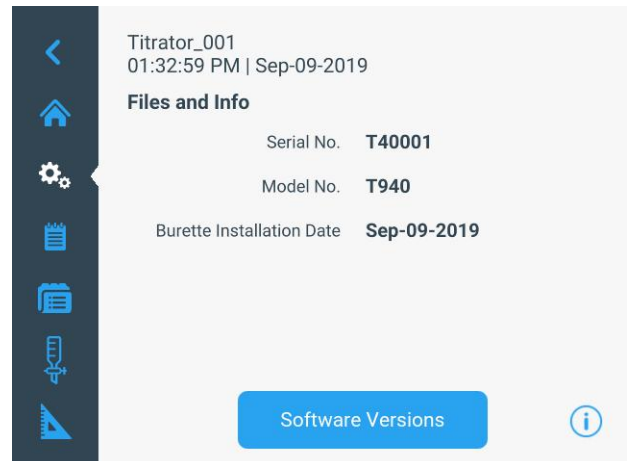 Titrator_001
01:32:59 PM | Sep-09-2019
Files and Info
Serial No. T40001
Model No. T940
Burette Installation Date Sep-09-2019
Software Versions